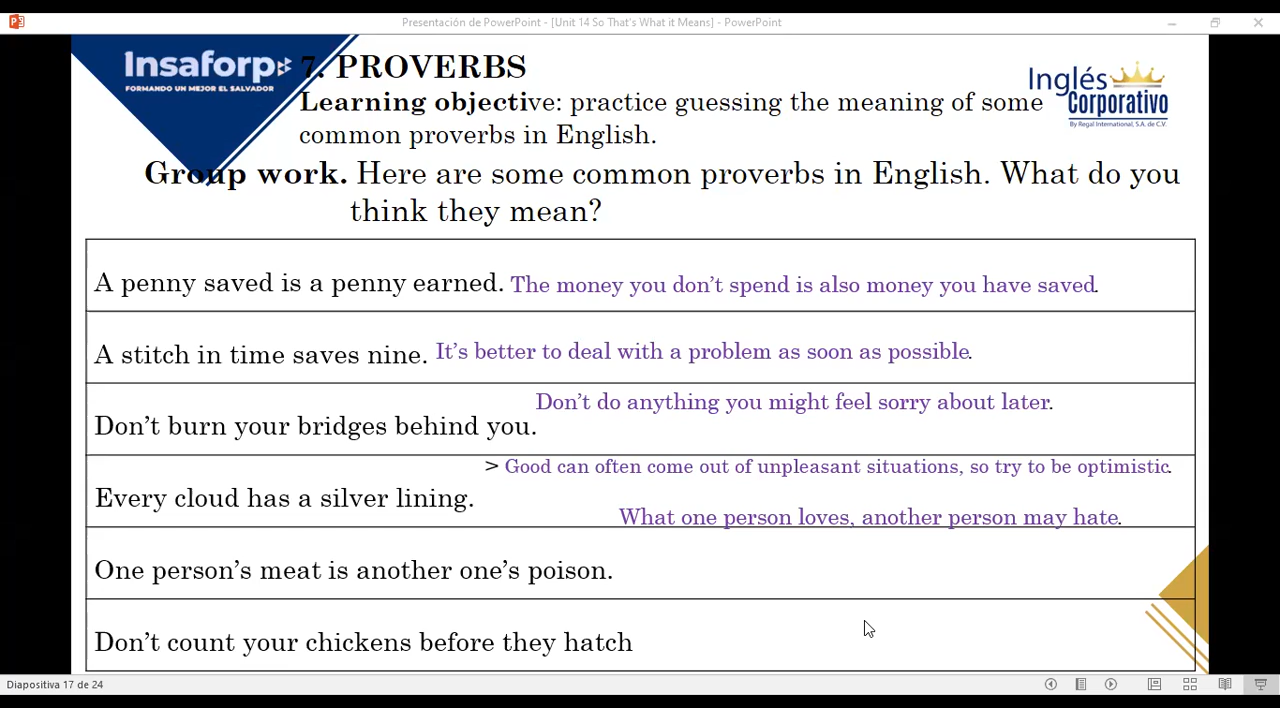 Presentación de PowerPoint - [Unit 14 So That's What it Means] - PowerPoint
Insaforp
FORMANDO UN MEJOR EL SALVADOR
7. PROVERBS
Inglés
Corporativo
By Regal International, S.A. de C.V.
Learning objective: practice guessing the meaning of some
common proverbs in English.
Group work. Here are some common proverbs in English. What do you
think they mean?
A penny saved is a penny earned. The money you don't spend is also money you have saved.
A stitch in time saves nine. It's better to deal with a problem as soon as possible.
Don't do anything you might feel sorry about later.
Don't burn your bridges behind you.
> Good can often come out of unpleasant situations, so try to be optimistic.
Every cloud has a silver lining.
What one person loves, another person may hate.
One person's meat is another one's poison.
Don't count your chickens before they hatch
Diapositiva 17 de 24